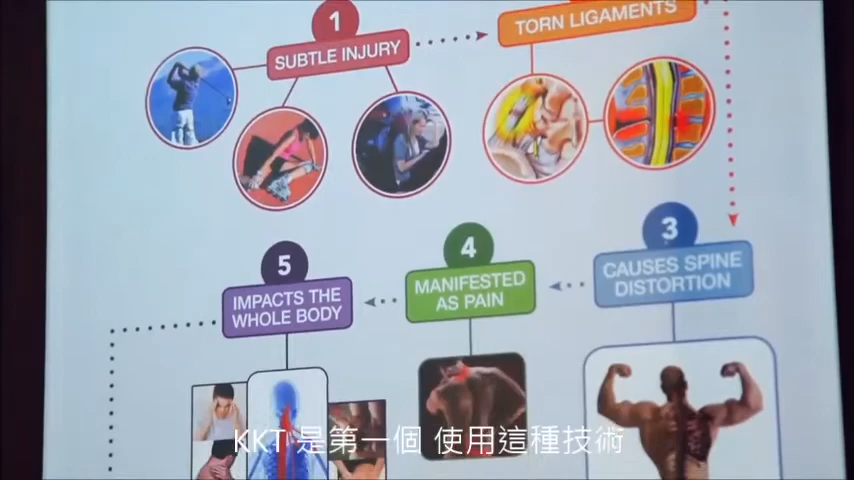 1
SUBTLE INJURY
TORN LIGAMENTS
3
CAUSES SPINE
DISTORTION
4
MANIFESTED
AS PAIN
5
IMPACTS THE
WHOLE BODY
KKT 是第一個 使用這種技術